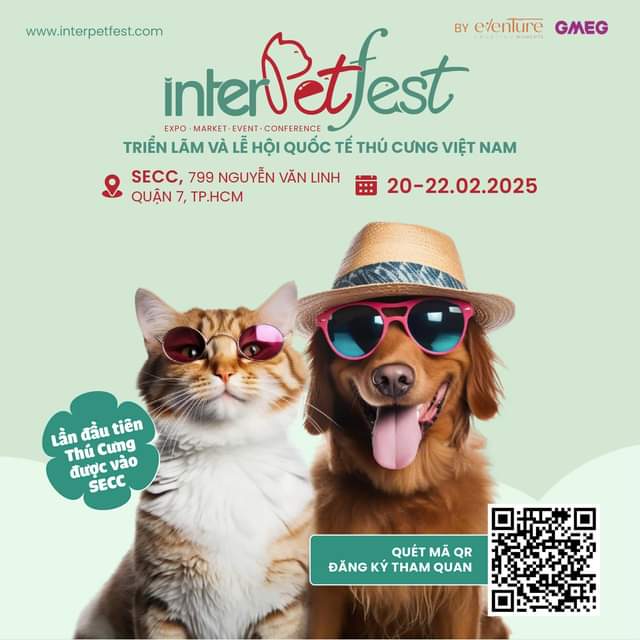 www.interpetfest.com
BY eventure GMEG
interPetfest
EXPO · MARKET · EVENT · CONFERENCE
TRIỂN LÃM VÀ LỄ HỘI QUỐC TẾ THÚ CƯNG VIỆT NAM
SECC, 799 NGUYỄN VĂN LINH
QUẬN 7, TP.HCM
20-22.02.2025
Lần đầu tiên
Thú Cưng
được vào
SECC
QUÉT MÃ QR
ĐĂNG KÝ THAM QUAN